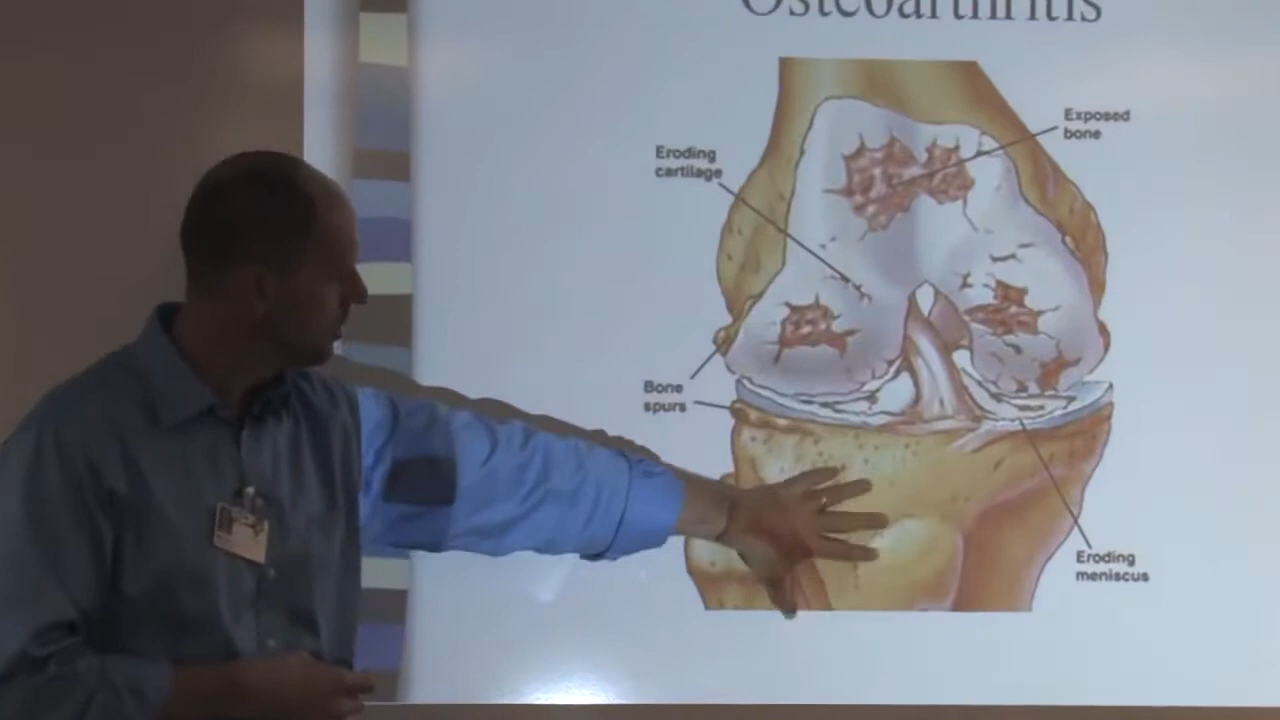 Osteoarthritis
Exposed
bone
Eroding
cartilage
Bone
spurs
Eroding
meniscus